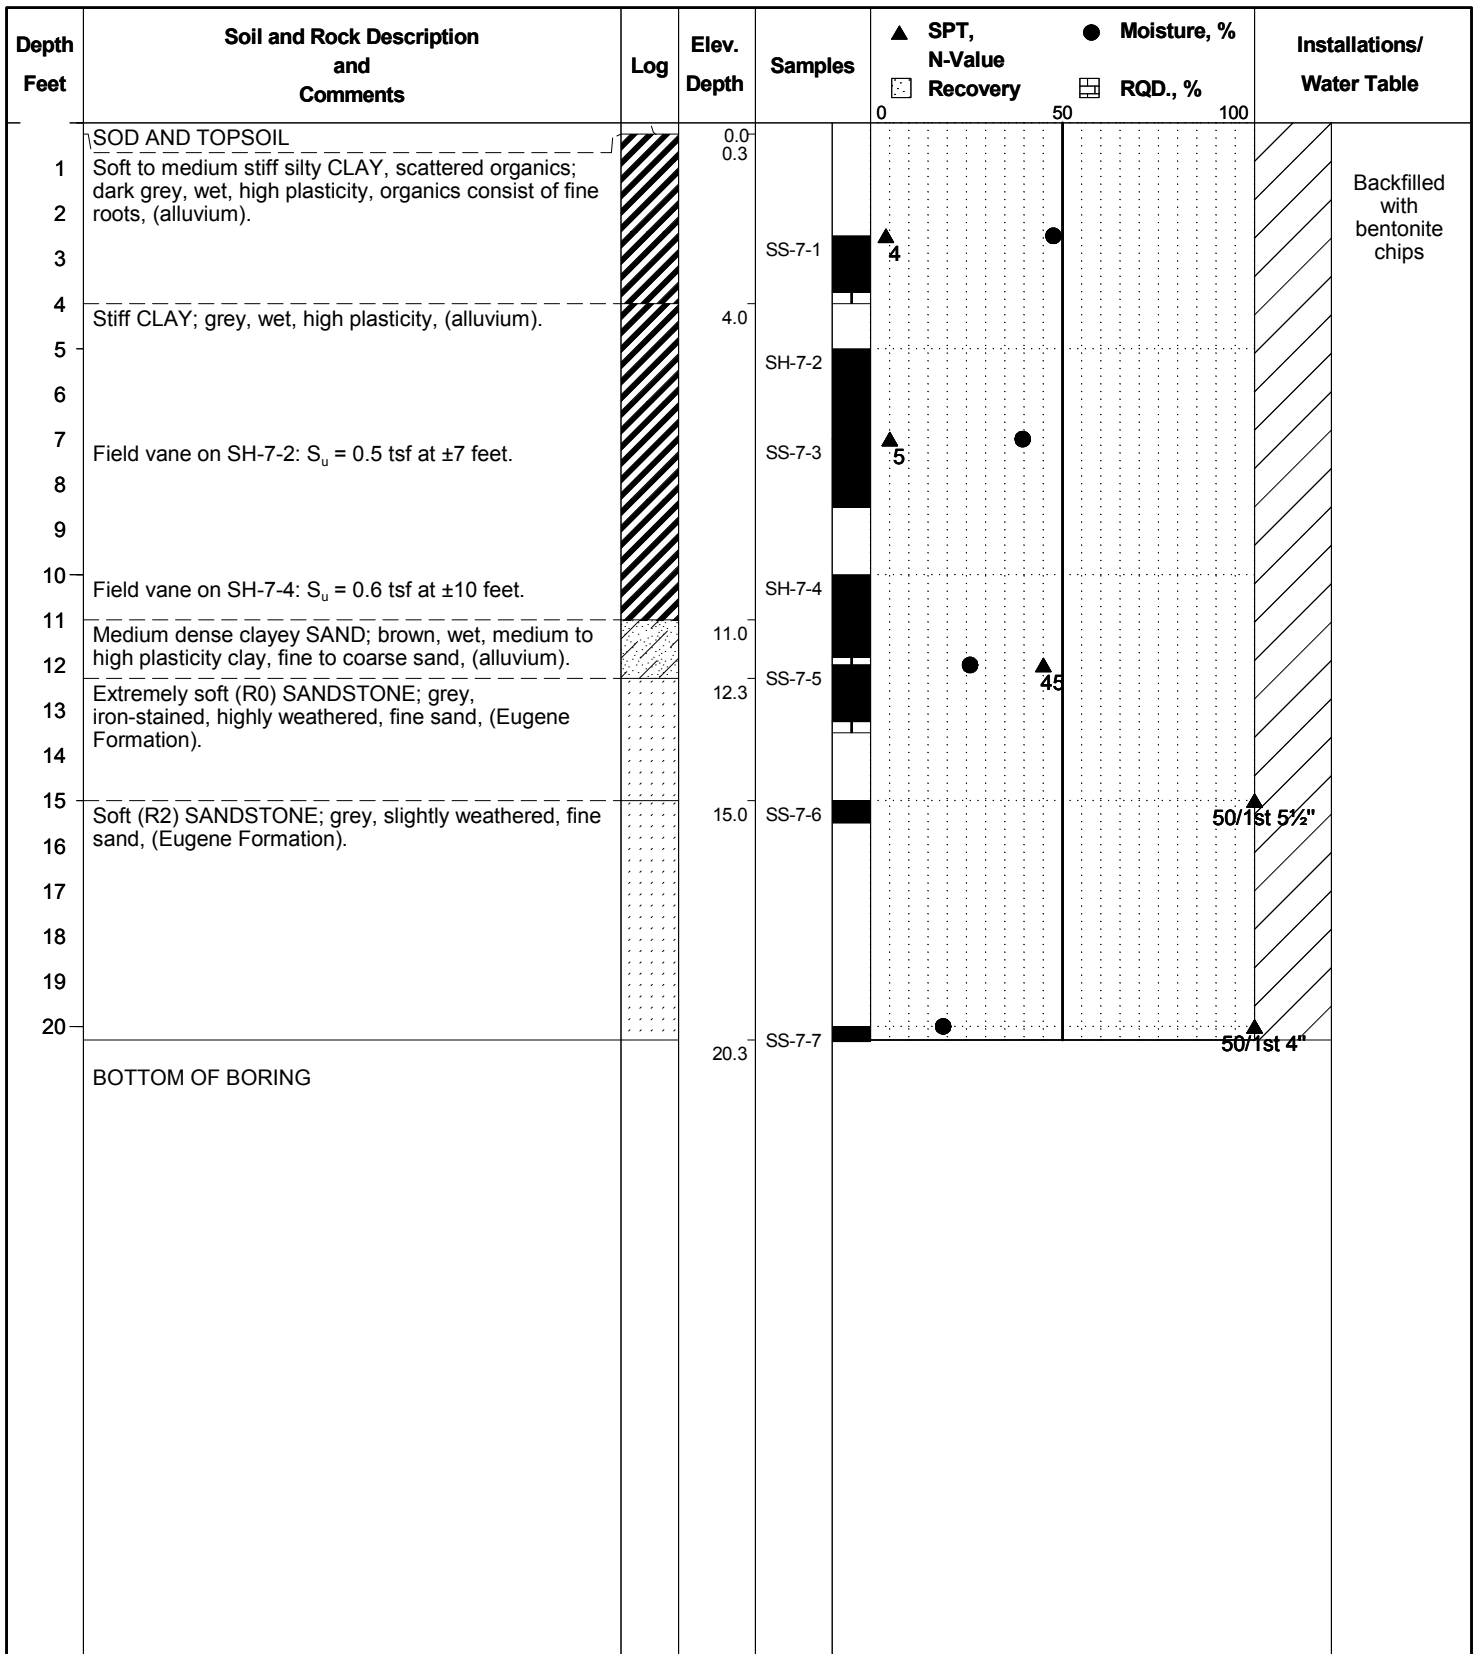 Depth
Feet
Soil and Rock Description
and
Comments
Log
Elev.
Depth
Samples
▲ SPT,
N-Value
● Moisture, %
Recovery
RQD., %
0 50 100
Installations/
Water Table
SOD AND TOPSOIL
0.0
0.3
1
Soft to medium stiff silty CLAY, scattered organics;
dark grey, wet, high plasticity, organics consist of fine
roots, (alluvium).
2
Backfilled
with
bentonite
chips
3
SS-7-1
4
4
Stiff CLAY; grey, wet, high plasticity, (alluvium).
4.0
5
SH-7-2
6
7
Field vane on SH-7-2: Su = 0.5 tsf at ±7 feet.
SS-7-3
5
8
9
10
Field vane on SH-7-4: Su = 0.6 tsf at ±10 feet.
SH-7-4
11
Medium dense clayey SAND; brown, wet, medium to
high plasticity clay, fine to coarse sand, (alluvium).
11.0
12
SS-7-5
45
Extremely soft (R0) SANDSTONE; grey,
iron-stained, highly weathered, fine sand, (Eugene
Formation).
12.3
13
14
15
Soft (R2) SANDSTONE; grey, slightly weathered, fine
sand, (Eugene Formation).
15.0
SS-7-6
50/1st 5½"
16
17
18
19
20
SS-7-7
50/1st 4"
20.3
BOTTOM OF BORING